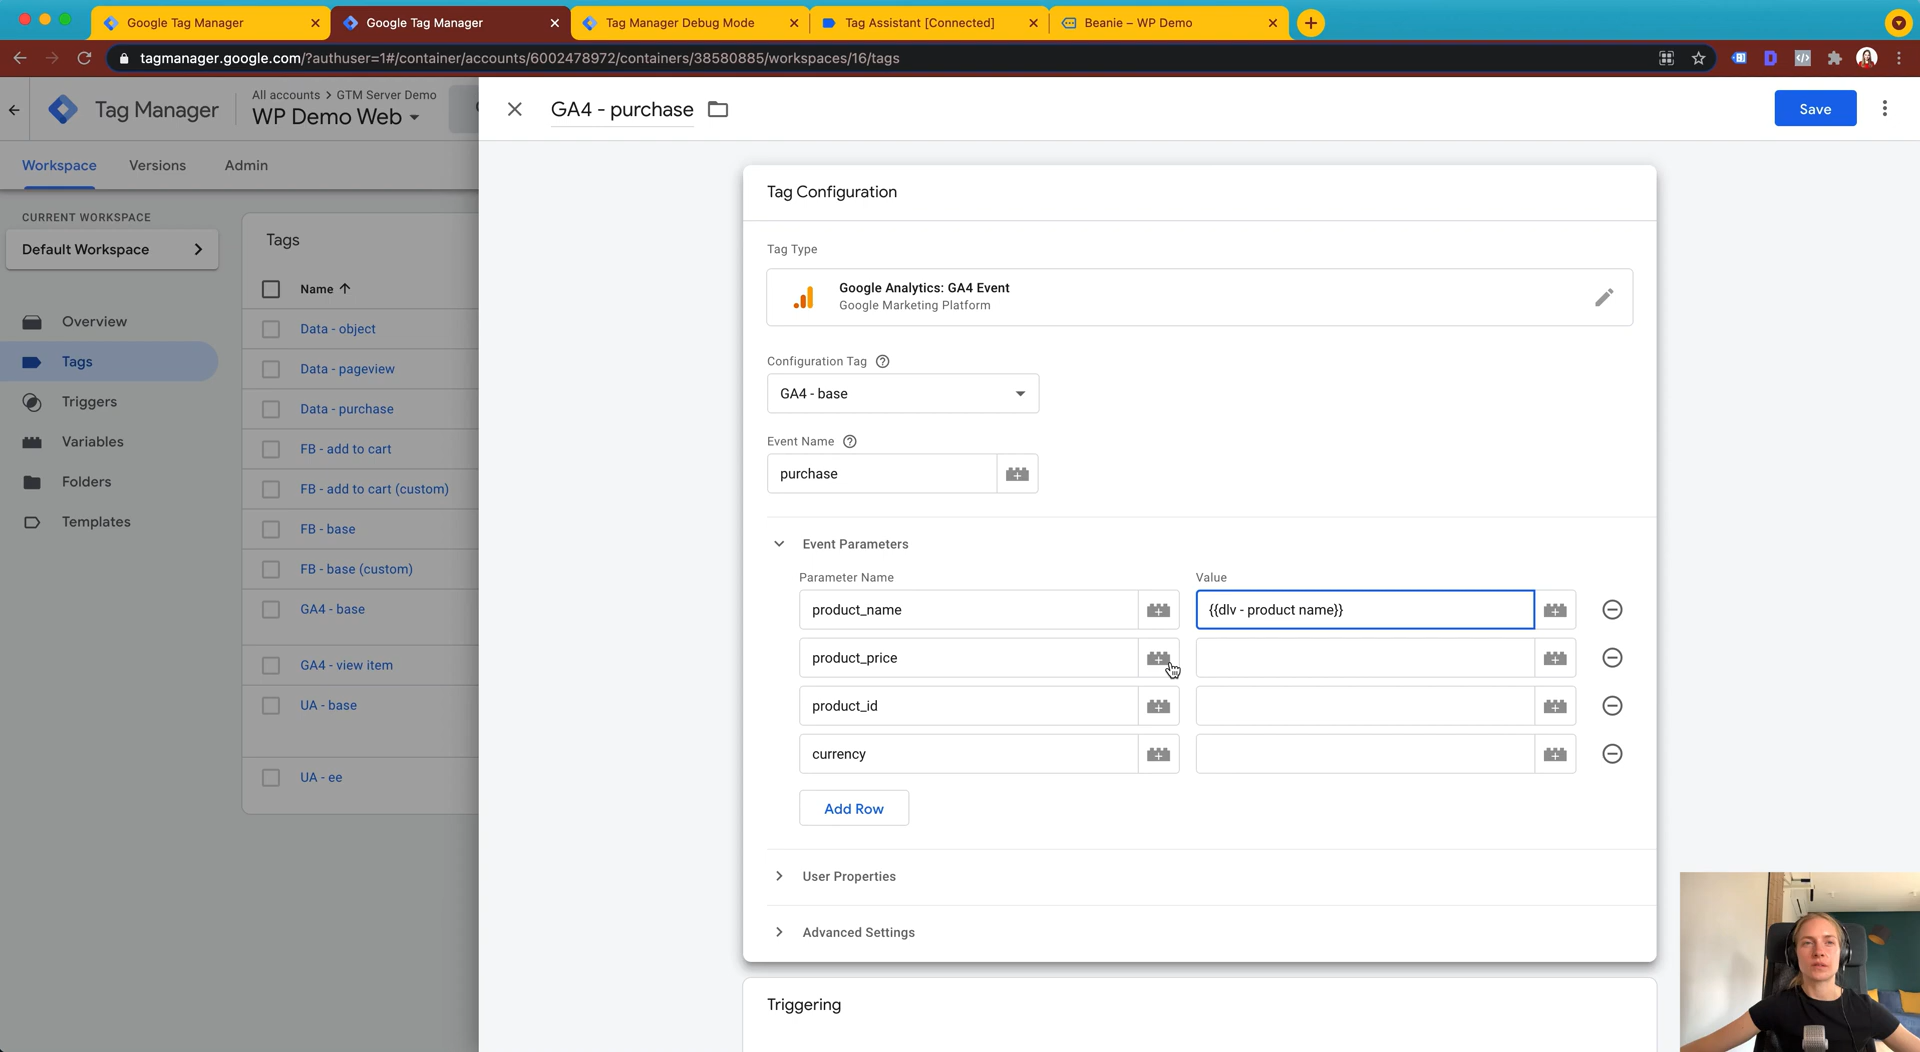 Google Tag Manager
Google Tag Manager
Tag Manager Debug Mode
Tag Assistant [Connected]
Beanie – WP Demo
tagmanager.google.com/?authuser=1#/container/accounts/6002478972/containers/38580885/workspaces/16/tags
Tag Manager
All accounts > GTM Server Demo
WP Demo Web
GA4 - purchase
Save
Workspace
Versions
Admin
CURRENT WORKSPACE
Default Workspace
Overview
Tags
Triggers
Variables
Folders
Templates
Tags
Name
Data - object
Data - pageview
Data - purchase
FB - add to cart
FB - add to cart (custom)
FB - base
FB - base (custom)
GA4 - base
GA4 - view item
UA - base
UA - ee
Tag Configuration
Tag Type
Google Analytics: GA4 Event
Google Marketing Platform
Configuration Tag
GA4 - base
Event Name
purchase
Event Parameters
Parameter Name
Value
product_name
{{dlv - product name}}
product_price
product_id
currency
Add Row
User Properties
Advanced Settings
Triggering